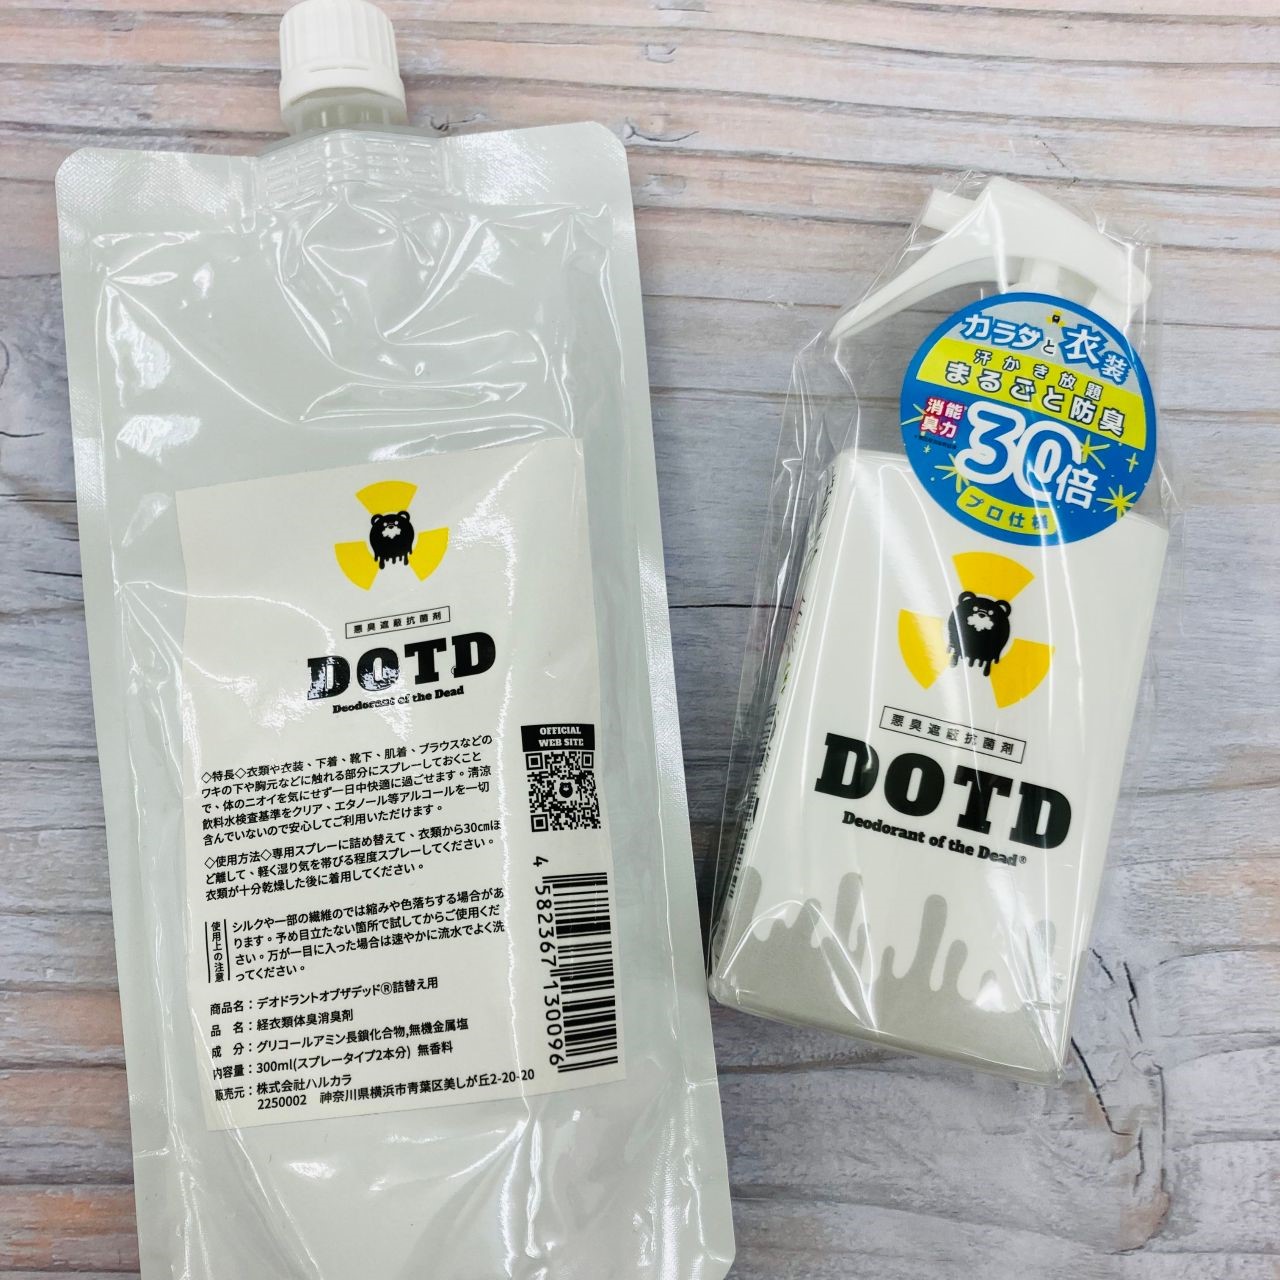 悪臭遮蔽抗菌剤
DOTD
Deodorant of the Dead
◇特長◇衣類や衣装、下着、靴下、肌着、ブラウスなどの
ワキの下や胸元などに触れる部分にスプレーしておくこと
で、体のニオイを気にせず一日中快適に過ごせます。清涼
飲料水検査基準をクリア、エタノール等アルコールを一切
含んでいないので安心してご利用いただけます。
◇使用方法◇専用スプレーに詰め替えて、衣類から30㎝ほ
ど離して、軽く湿り気を帯びる程度スプレーしてください。
衣類が十分乾燥した後に着用してください。
使用上の注意
シルクや一部の繊維のでは縮みや色落ちする場合があ
ります。予め目立たない箇所で試してからご使用くだ
さい。万が一目に入った場合は速やかに流水でよく洗
ってください。
商品名：デオドラントオブザデッド®詰替え用
品 名：経衣類体臭消臭剤
成 分：グリコールアミン長鎖化合物,無機金属塩
内容量：300ml(スプレータイプ2本分) 無香料
販売元：株式会社ハルカラ
2250002 神奈川県横浜市青葉区美しが丘2-20-20
OFFICIAL
WEB SITE
4 582367 130096
カラダと衣装
汗かき放題
まるごと防臭
消臭能力
30倍
プロ仕様
悪臭遮蔽抗菌剤
DOTD
Deodorant of the Dead®